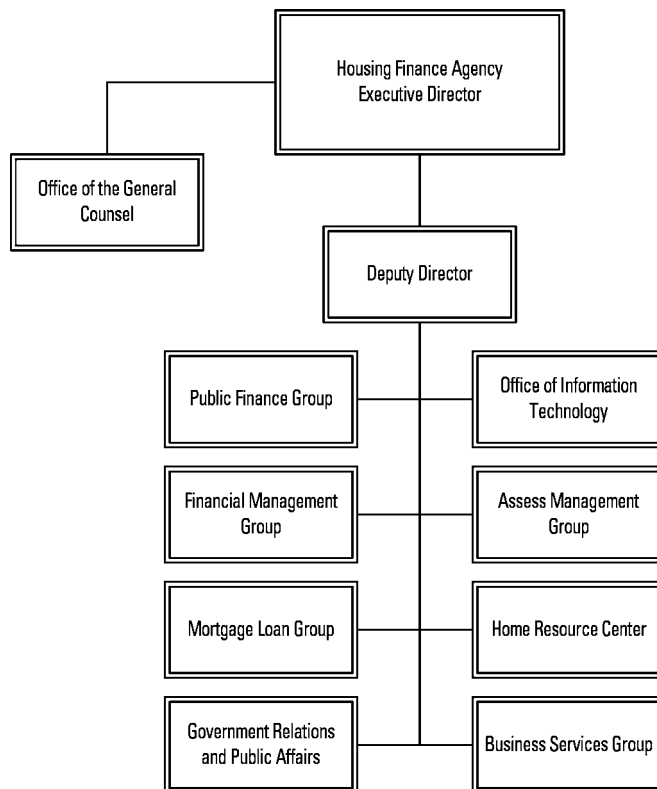 Housing Finance Agency
Executive Director
Office of the General
Counsel
Deputy Director
Public Finance Group
Office of Information
Technology
Financial Management
Group
Assess Management
Group
Mortgage Loan Group
Home Resource Center
Government Relations
and Public Affairs
Business Services Group